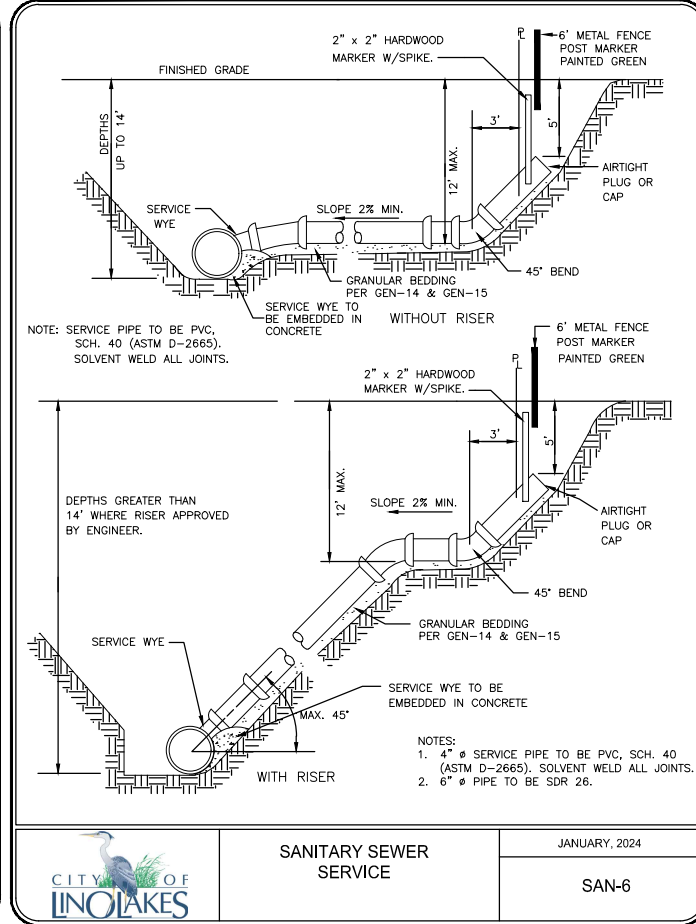 2" x 2" HARDWOOD
MARKER W/SPIKE.
PL
6' METAL FENCE
POST MARKER
PAINTED GREEN
FINISHED GRADE
DEPTHS
UP TO 14'
3'
5'
12' MAX.
AIRTIGHT
PLUG OR
CAP
SERVICE
WYE
SLOPE 2% MIN.
45° BEND
GRANULAR BEDDING
PER GEN-14 & GEN-15
SERVICE WYE TO
BE EMBEDDED IN
CONCRETE
WITHOUT RISER
NOTE: SERVICE PIPE TO BE PVC,
SCH. 40 (ASTM D-2665).
SOLVENT WELD ALL JOINTS.
6' METAL FENCE
POST MARKER
PAINTED GREEN
PL
2" x 2" HARDWOOD
MARKER W/SPIKE.
3'
5'
12' MAX.
DEPTHS GREATER THAN
14' WHERE RISER APPROVED
BY ENGINEER.
SLOPE 2% MIN.
AIRTIGHT
PLUG OR
CAP
45° BEND
GRANULAR BEDDING
PER GEN-14 & GEN-15
SERVICE WYE
SERVICE WYE TO BE
EMBEDDED IN CONCRETE
MAX. 45°
WITH RISER
NOTES:
1. 4" ø SERVICE PIPE TO BE PVC, SCH. 40
(ASTM D-2665). SOLVENT WELD ALL JOINTS.
2. 6" ø PIPE TO BE SDR 26.
CITY OF
LINO LAKES
SANITARY SEWER
SERVICE
JANUARY, 2024
SAN-6